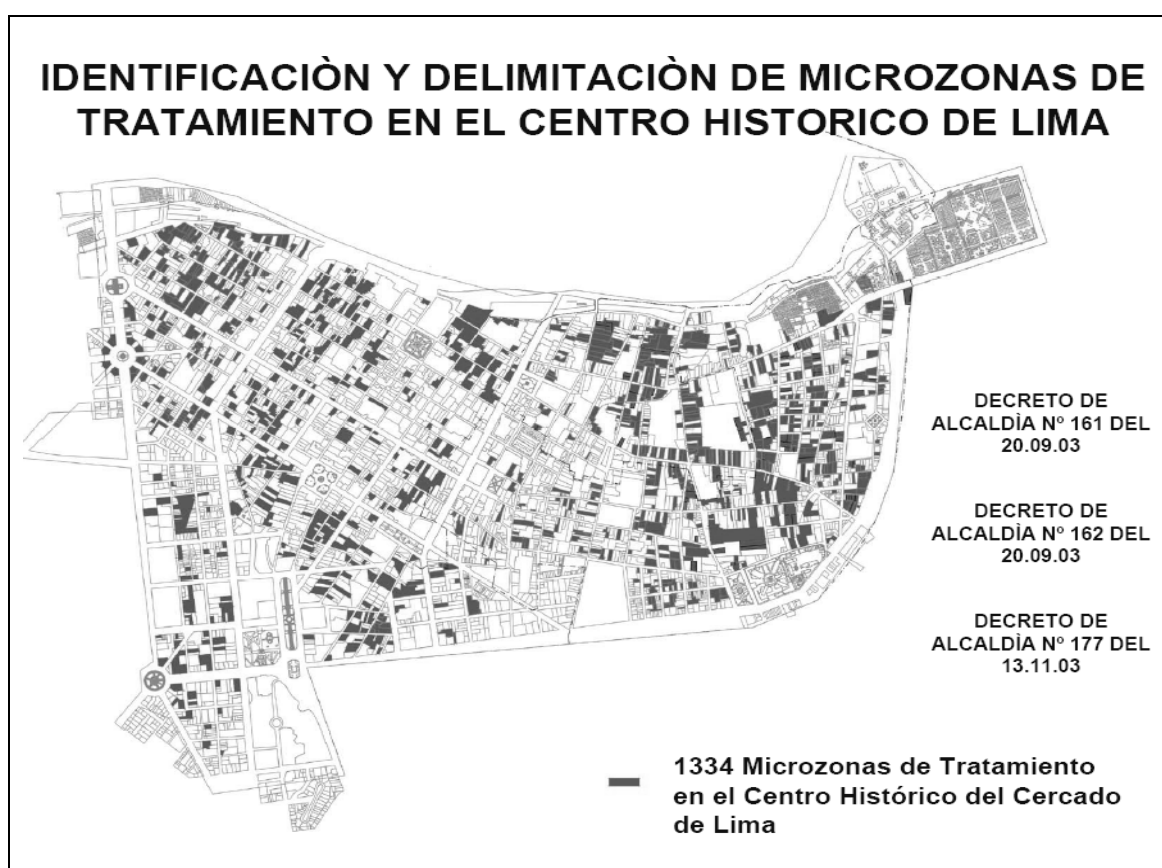 IDENTIFICACIÒN Y DELIMITACIÒN DE MICROZONAS DE
TRATAMIENTO EN EL CENTRO HISTORICO DE LIMA
DECRETO DE
ALCALDÌA Nº 161 DEL
20.09.03
DECRETO DE
ALCALDÌA Nº 162 DEL
20.09.03
DECRETO DE
ALCALDÌA Nº 177 DEL
13.11.03
1334 Microzonas de Tratamiento
en el Centro Histórico del Cercado
de Lima